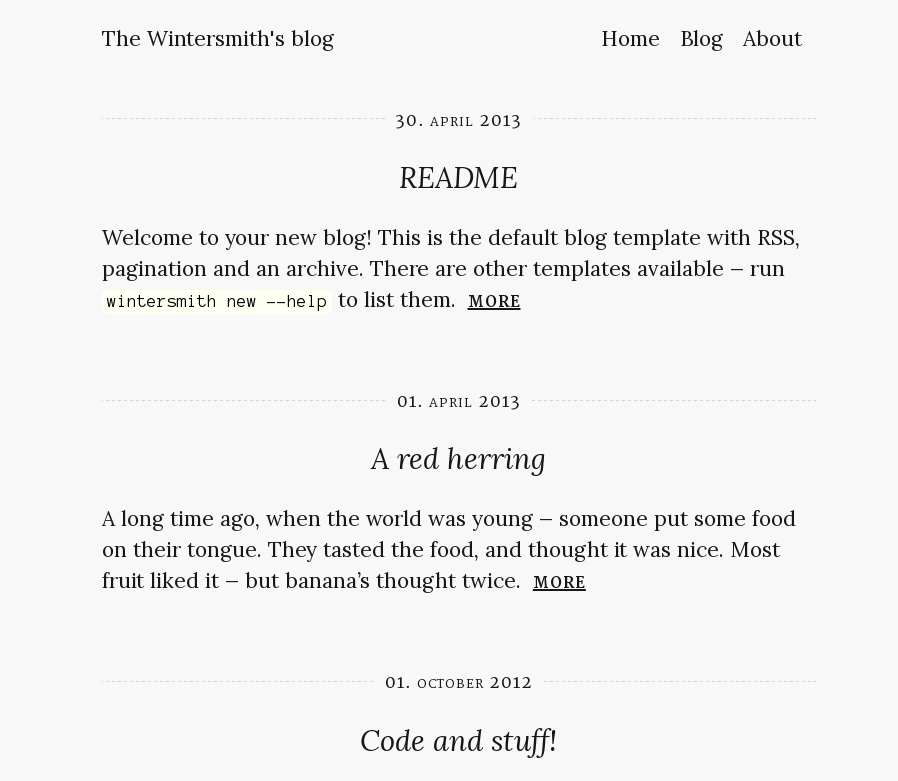 The Wintersmith's blog
Home Blog About
30. APRIL 2013
README
Welcome to your new blog! This is the default blog template with RSS,
pagination and an archive. There are other templates available — run
wintersmith new --help to list them. MORE
01. APRIL 2013
A red herring
A long time ago, when the world was young — someone put some food
on their tongue. They tasted the food, and thought it was nice. Most
fruit liked it — but banana’s thought twice. MORE
01. OCTOBER 2012
Code and stuff!